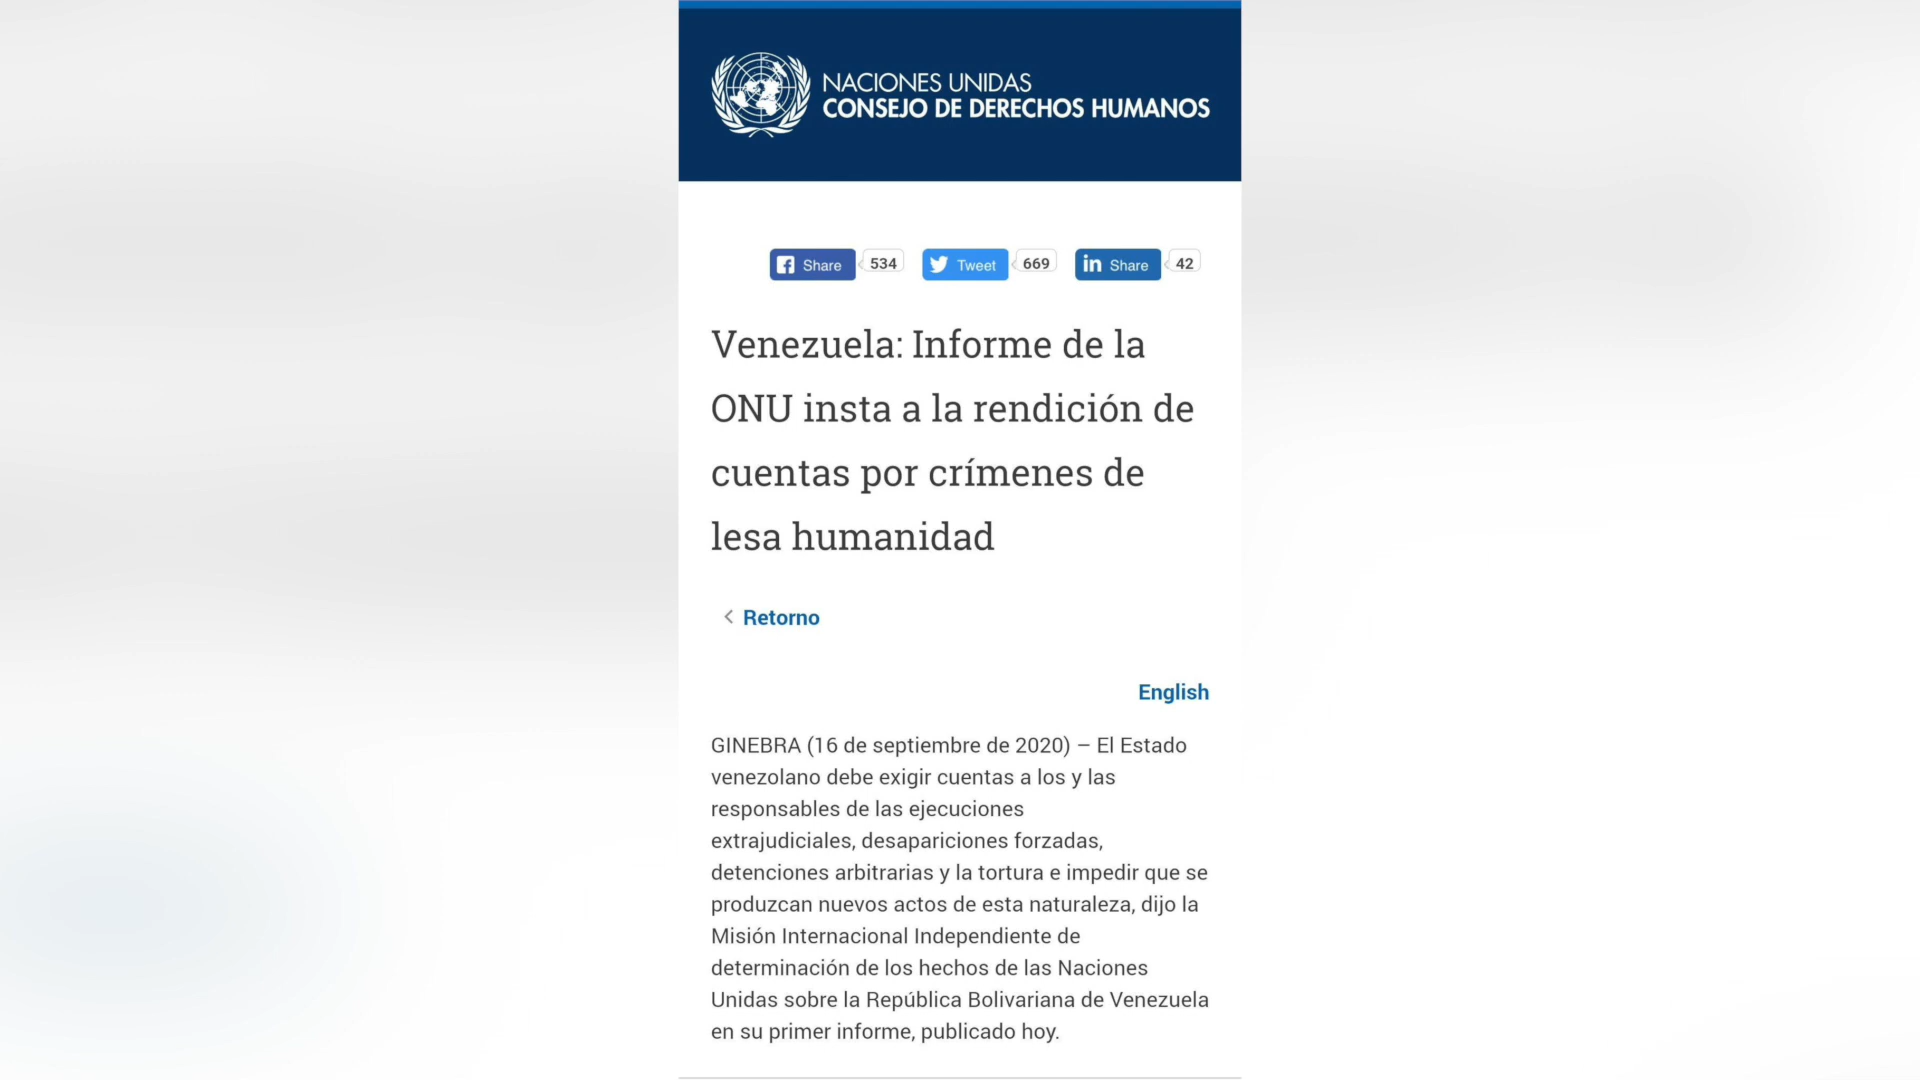 NACIONES UNIDAS
CONSEJO DE DERECHOS HUMANOS
Share 534 Tweet 669 in Share 42
Venezuela: Informe de la
ONU insta a la rendición de
cuentas por crímenes de
lesa humanidad
< Retorno
English
GINEBRA (16 de septiembre de 2020) – El Estado
venezolano debe exigir cuentas a los y las
responsables de las ejecuciones
extrajudiciales, desapariciones forzadas,
detenciones arbitrarias y la tortura e impedir que se
produzcan nuevos actos de esta naturaleza, dijo la
Misión Internacional Independiente de
determinación de los hechos de las Naciones
Unidas sobre la República Bolivariana de Venezuela
en su primer informe, publicado hoy.